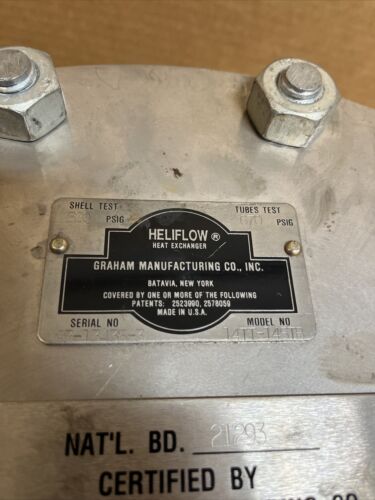 SHELL TEST
PSIG
TUBES TEST
PSIG
HELIFLOW ®
HEAT EXCHANGER
GRAHAM MANUFACTURING CO., INC.
BATAVIA, NEW YORK
COVERED BY ONE OR MORE OF THE FOLLOWING
PATENTS: 2523990, 2578059
MADE IN U.S.A.
SERIAL NO
MODEL NO
NAT'L. BD. 21293
CERTIFIED BY